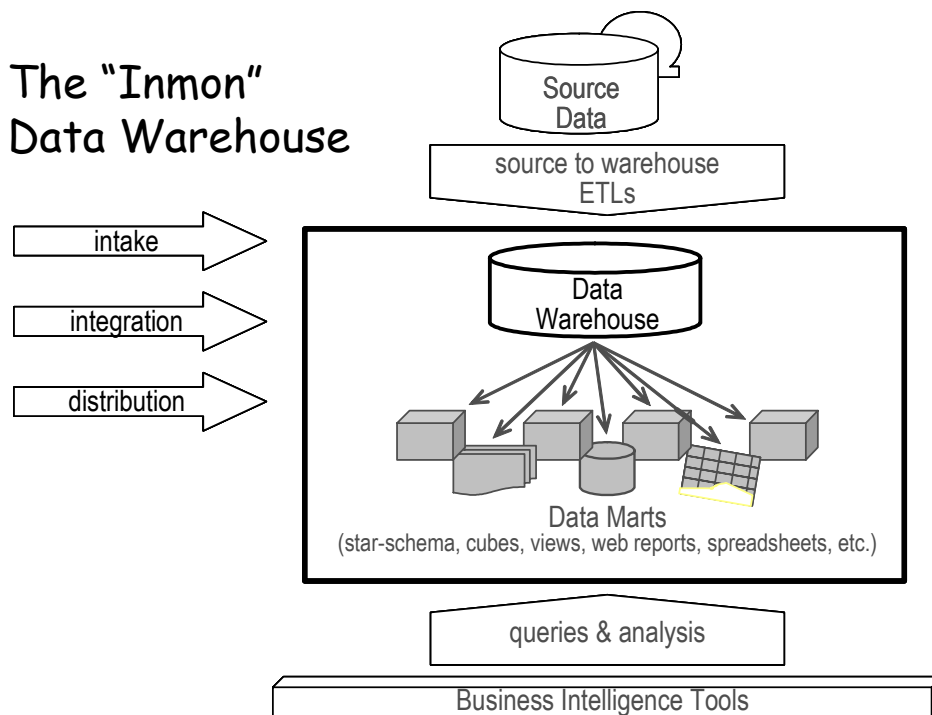 The “Inmon”
Data Warehouse
Source
Data
source to warehouse
ETLs
intake
integration
distribution
Data
Warehouse
Data Marts
(star-schema, cubes, views, web reports, spreadsheets, etc.)
queries & analysis
Business Intelligence Tools